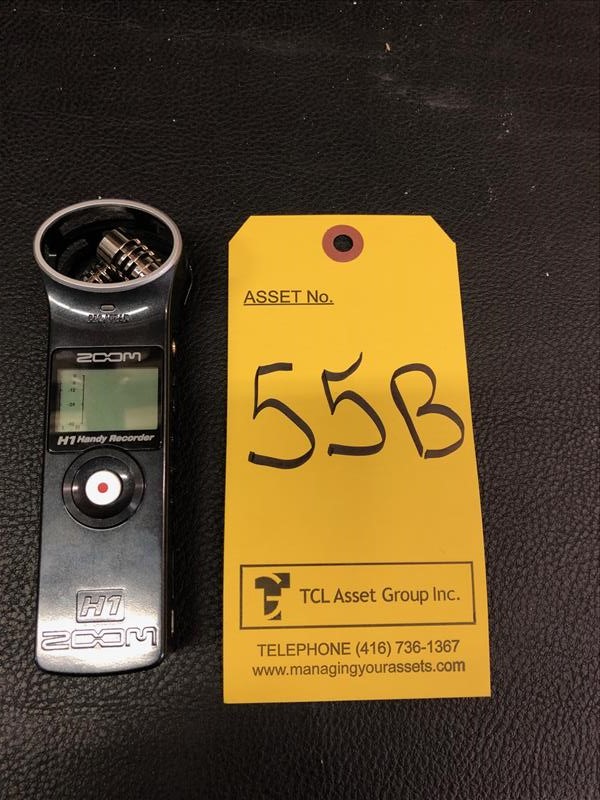 ZOOM
H1 Handy Recorder
H1
ZOOM
ASSET No.
55B
TCL Asset Group Inc.
TELEPHONE (416) 736-1367
www.managingyourassets.com